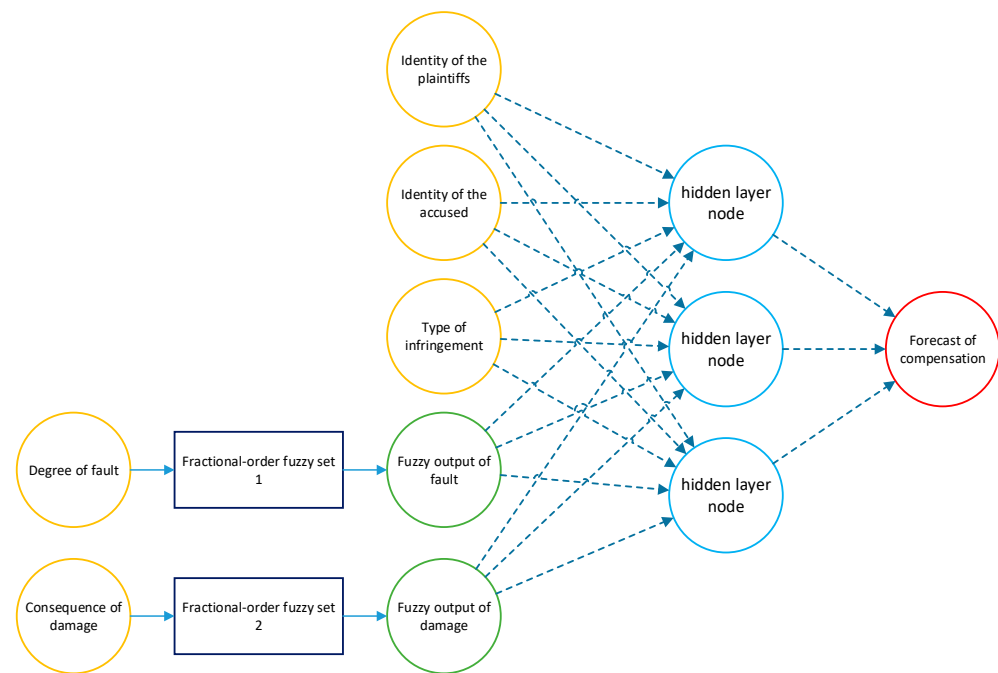 Identity of the
plaintiffs
Identity of the
accused
hidden layer
node
Type of
infringement
hidden layer
node
Forecast of
compensation
Degree of fault
Fractional-order fuzzy set
1
Fuzzy output of
fault
hidden layer
node
Consequence of
damage
Fractional-order fuzzy set
2
Fuzzy output of
damage